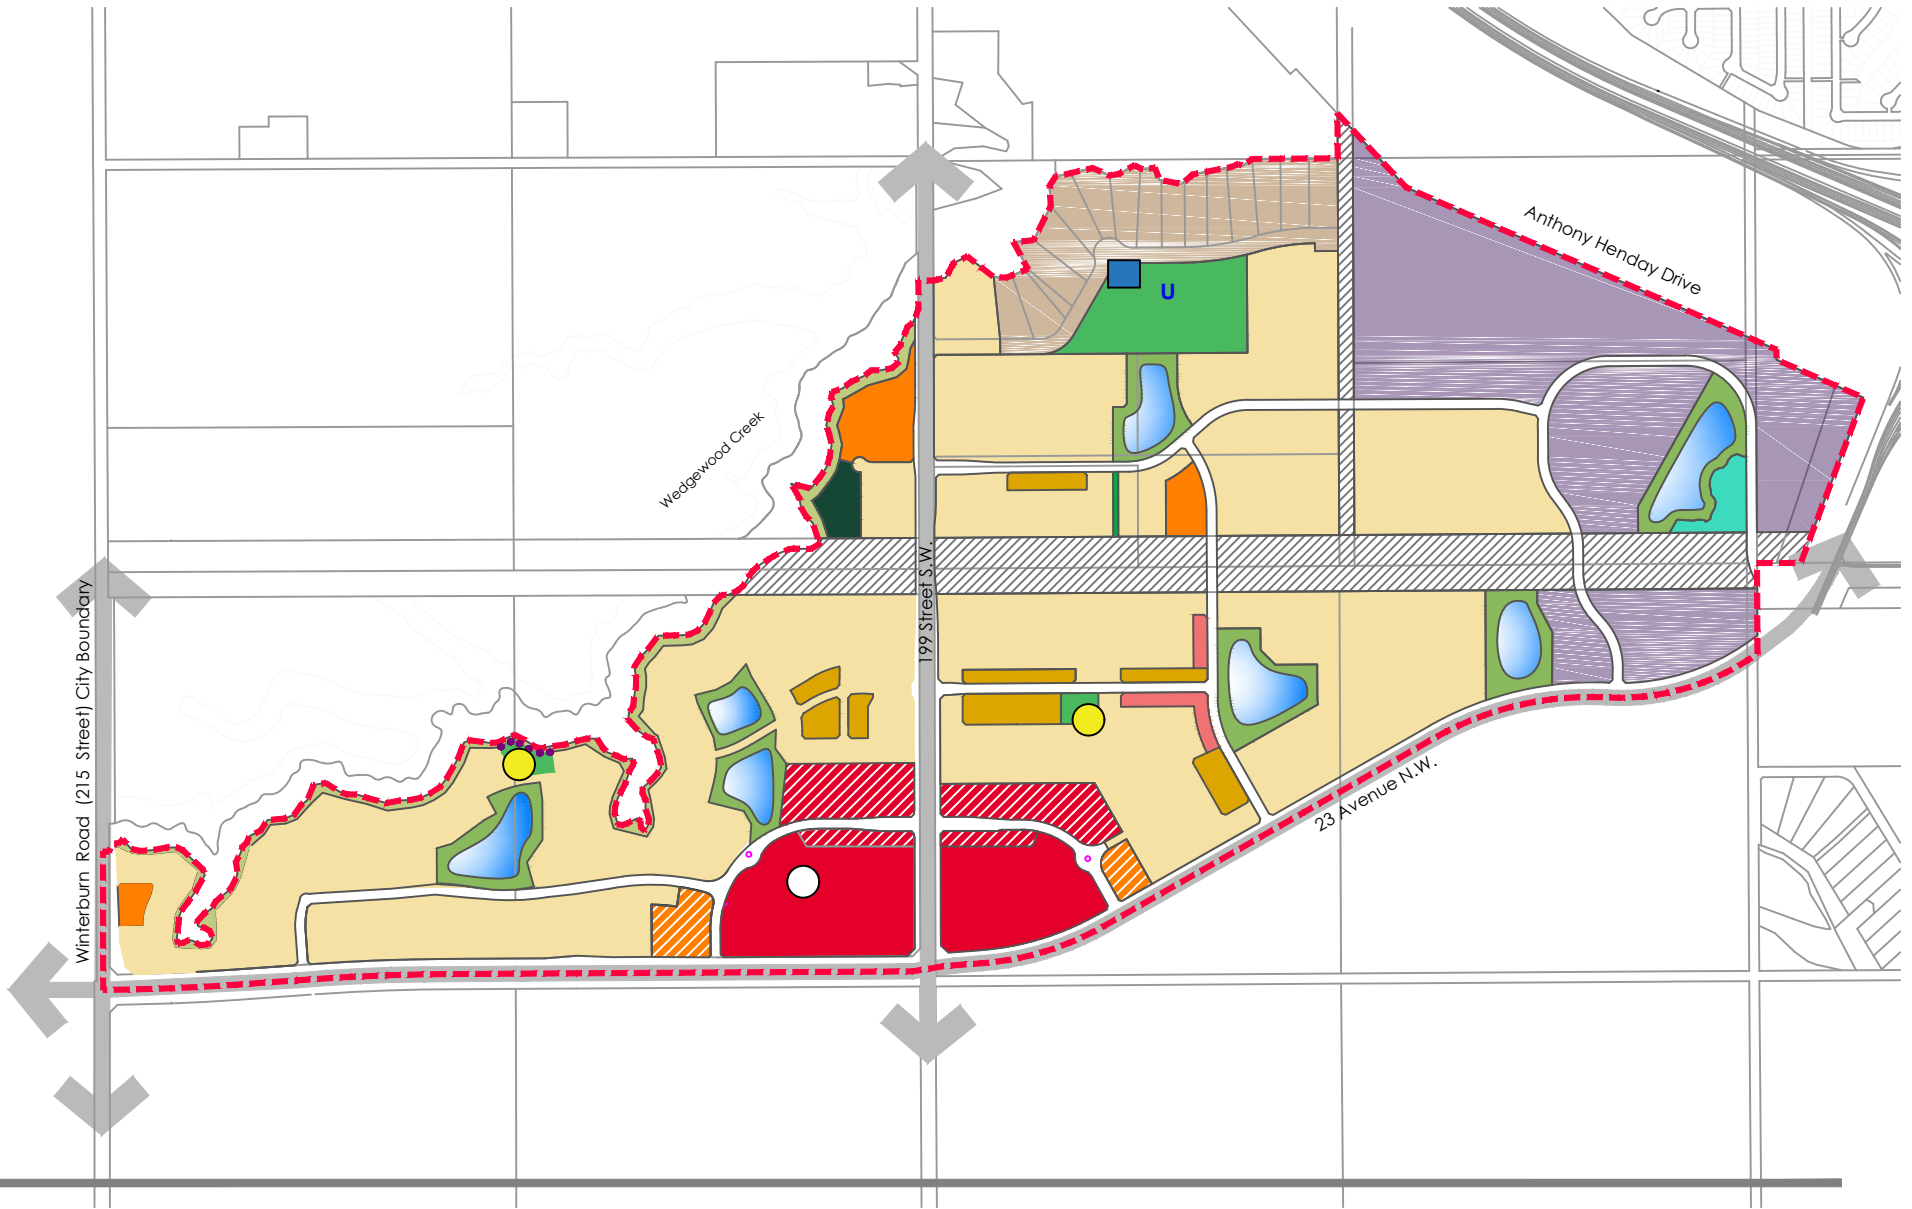 Anthony Henday Drive
U
Wedgewood Creek
199 Street S.W.
Winterburn Road (215 Street) City Boundary
23 Avenue N.W.